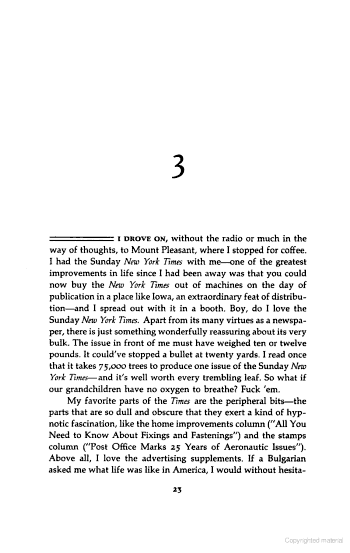 3
I DROVE ON, without the radio or much in the
way of thoughts, to Mount Pleasant, where I stopped for coffee.
I had the Sunday New York Times with me—one of the greatest
improvements in life since I had been away was that you could
now buy the New York Times out of machines on the day of
publication in a place like Iowa, an extraordinary feat of distribu-
tion—and I spread out with it in a booth. Boy, do I love the
Sunday New York Times. Apart from its many virtues as a newspa-
per, there is just something wonderfully reassuring about its very
bulk. The issue in front of me must have weighed ten or twelve
pounds. It could've stopped a bullet at twenty yards. I read once
that it takes 75,000 trees to produce one issue of the Sunday New
York Times—and it's well worth every trembling leaf. So what if
our grandchildren have no oxygen to breathe? Fuck 'em.
My favorite parts of the Times are the peripheral bits—the
parts that are so dull and obscure that they exert a kind of hyp-
notic fascination, like the home improvements column ("All You
Need to Know About Fixings and Fastenings") and the stamps
column ("Post Office Marks 25 Years of Aeronautic Issues").
Above all, I love the advertising supplements. If a Bulgarian
asked me what life was like in America, I would without hesita-
23
Copyrighted material